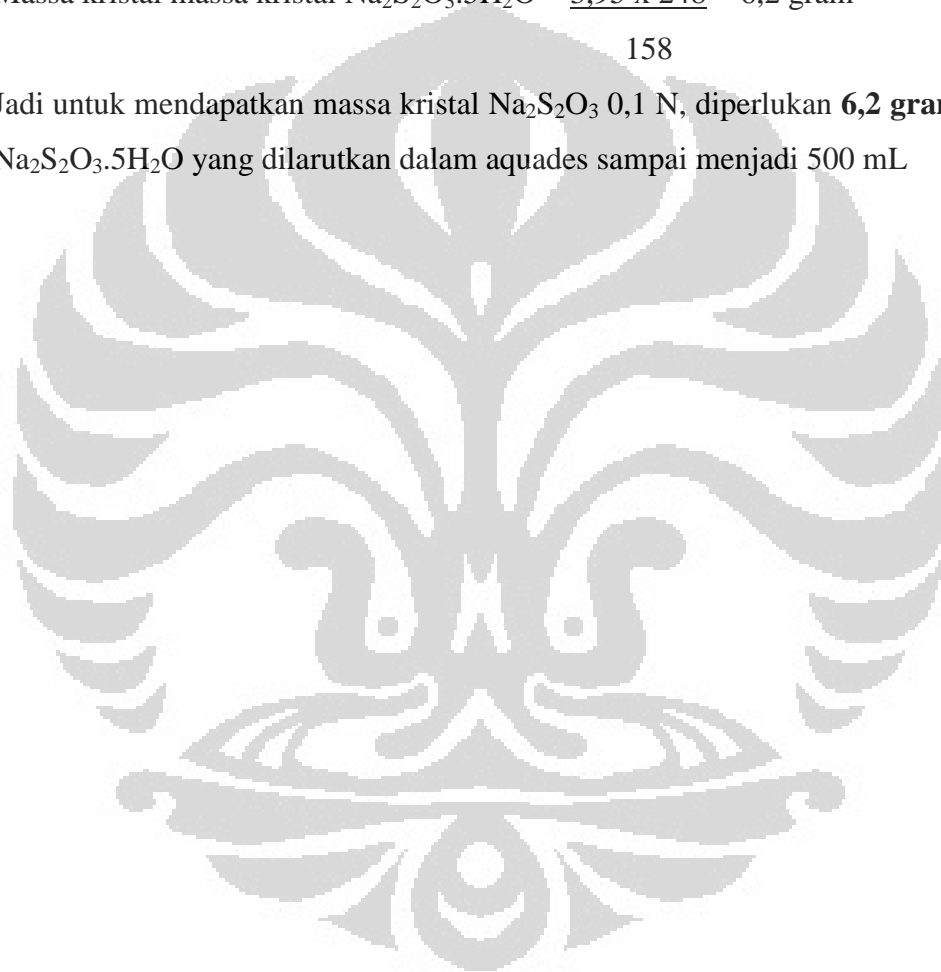 Massa kristal massa kristal Na₂S₂O₃.5H₂O = 3,95 x 248 = 6,2 gram
158
Jadi untuk mendapatkan massa kristal Na₂S₂O₃ 0,1 N, diperlukan 6,2 gram
Na₂S₂O₃.5H₂O yang dilarutkan dalam aquades sampai menjadi 500 mL